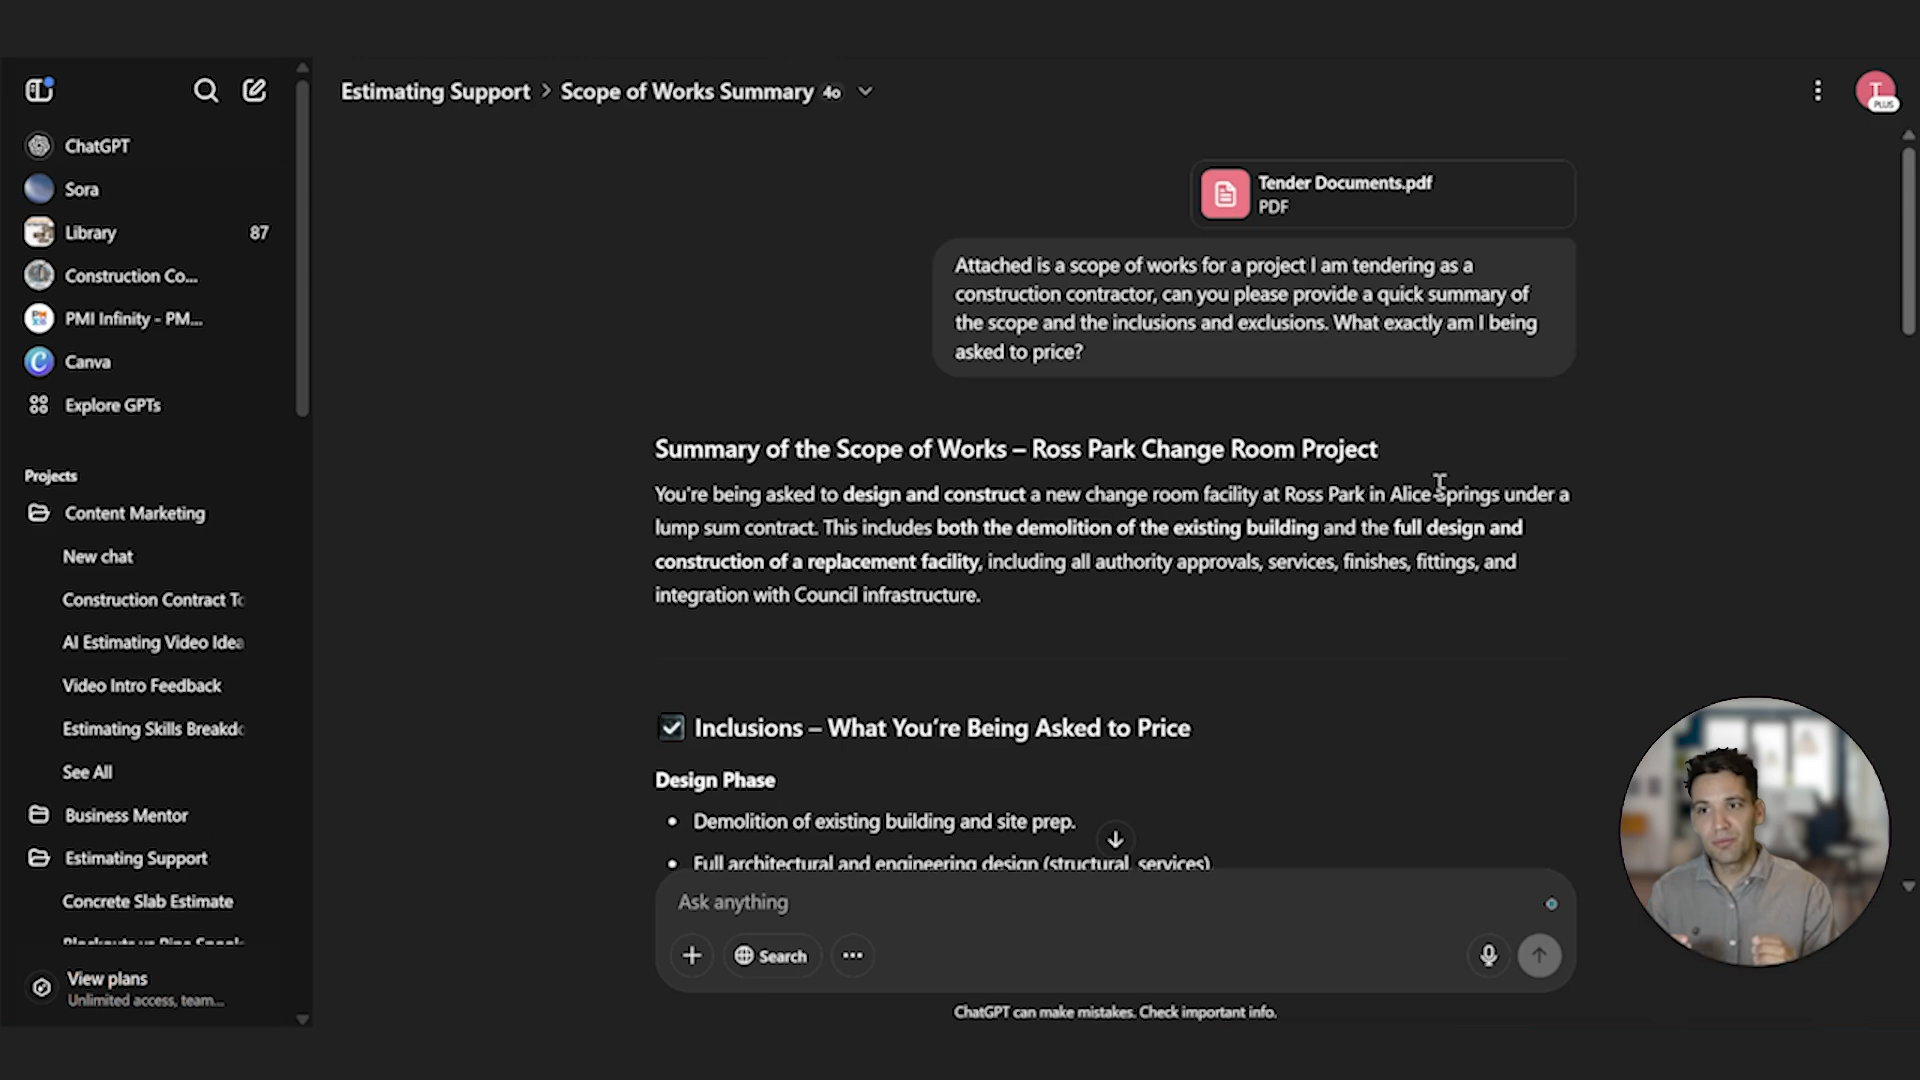 ChatGPT
Sora
Library 87
Construction Co...
PMI Infinity - PM...
Canva
Explore GPTs
Projects
Content Marketing
New chat
Construction Contract To
AI Estimating Video Idea
Video Intro Feedback
Estimating Skills Breakdo
See All
Business Mentor
Estimating Support
Concrete Slab Estimate
View plans
Unlimited access, team...
Estimating Support > Scope of Works Summary 4o
T
PLUS
Tender Documents.pdf
PDF
Attached is a scope of works for a project I am tendering as a
construction contractor, can you please provide a quick summary of
the scope and the inclusions and exclusions. What exactly am I being
asked to price?
Summary of the Scope of Works – Ross Park Change Room Project
You're being asked to design and construct a new change room facility at Ross Park in Alice Springs under a
lump sum contract. This includes both the demolition of the existing building and the full design and
construction of a replacement facility, including all authority approvals, services, finishes, fittings, and
integration with Council infrastructure.
Inclusions – What You’re Being Asked to Price
Design Phase
• Demolition of existing building and site prep.
• Full architectural and engineering design (structural, services)
Ask anything
Search
ChatGPT can make mistakes. Check important info.